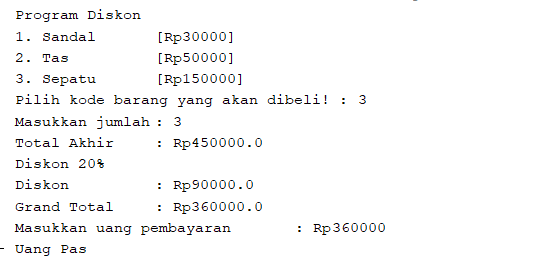 Program Diskon
1. Sandal [Rp30000]
2. Tas [Rp50000]
3. Sepatu [Rp150000]
Pilih kode barang yang akan dibeli! : 3
Masukkan jumlah : 3
Total Akhir : Rp450000.0
Diskon 20%
Diskon : Rp90000.0
Grand Total : Rp360000.0
Masukkan uang pembayaran : Rp360000
Uang Pas